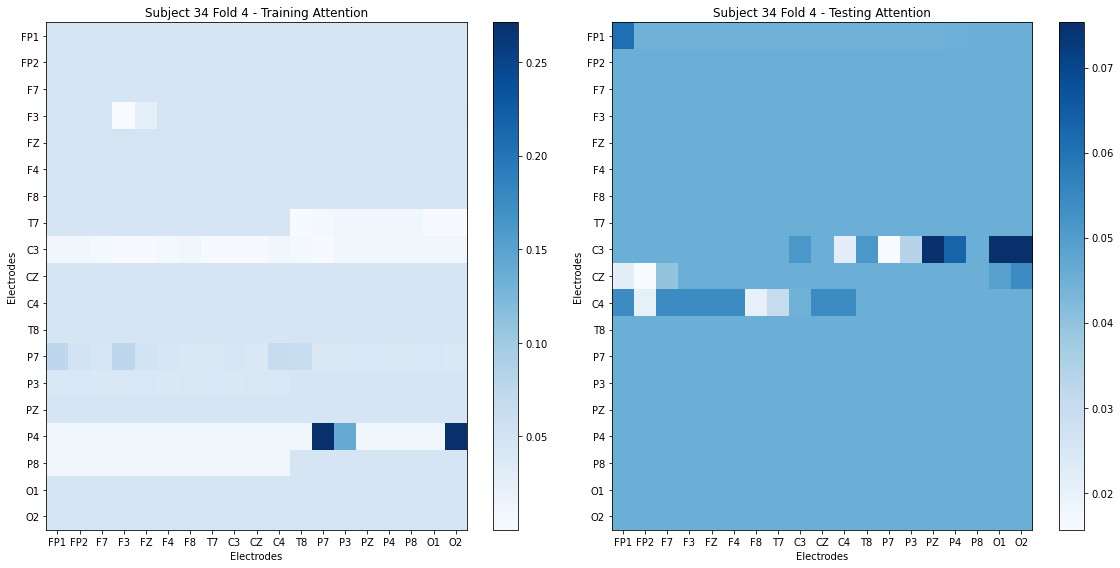 Subject 34 Fold 4 - Training Attention
FP1
FP2
F7
F3
FZ
F4
F8
T7
C3
CZ
C4
T8
P7
P3
PZ
P4
P8
O1
O2
Electrodes
FP1 FP2 F7 F3 FZ F4 F8 T7 C3 CZ C4 T8 P7 P3 PZ P4 P8 O1 O2
Electrodes
0.25
0.20
0.15
0.10
0.05
Subject 34 Fold 4 - Testing Attention
FP1
FP2
F7
F3
FZ
F4
F8
T7
C3
CZ
C4
T8
P7
P3
PZ
P4
P8
O1
O2
Electrodes
FP1 FP2 F7 F3 FZ F4 F8 T7 C3 CZ C4 T8 P7 P3 PZ P4 P8 O1 O2
Electrodes
0.07
0.06
0.05
0.04
0.03
0.02